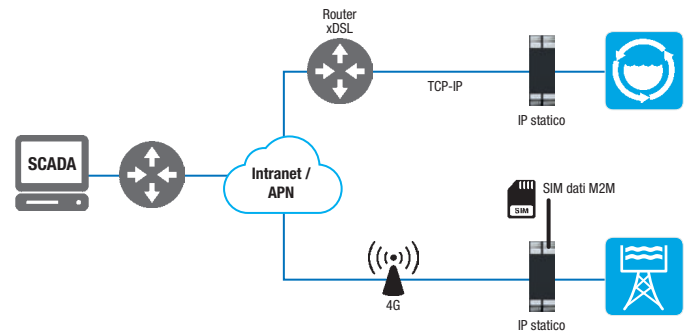 Router
xDSL
TCP-IP
IP statico
SCADA
Intranet /
APN
SIM
SIM dati M2M
4G
IP statico